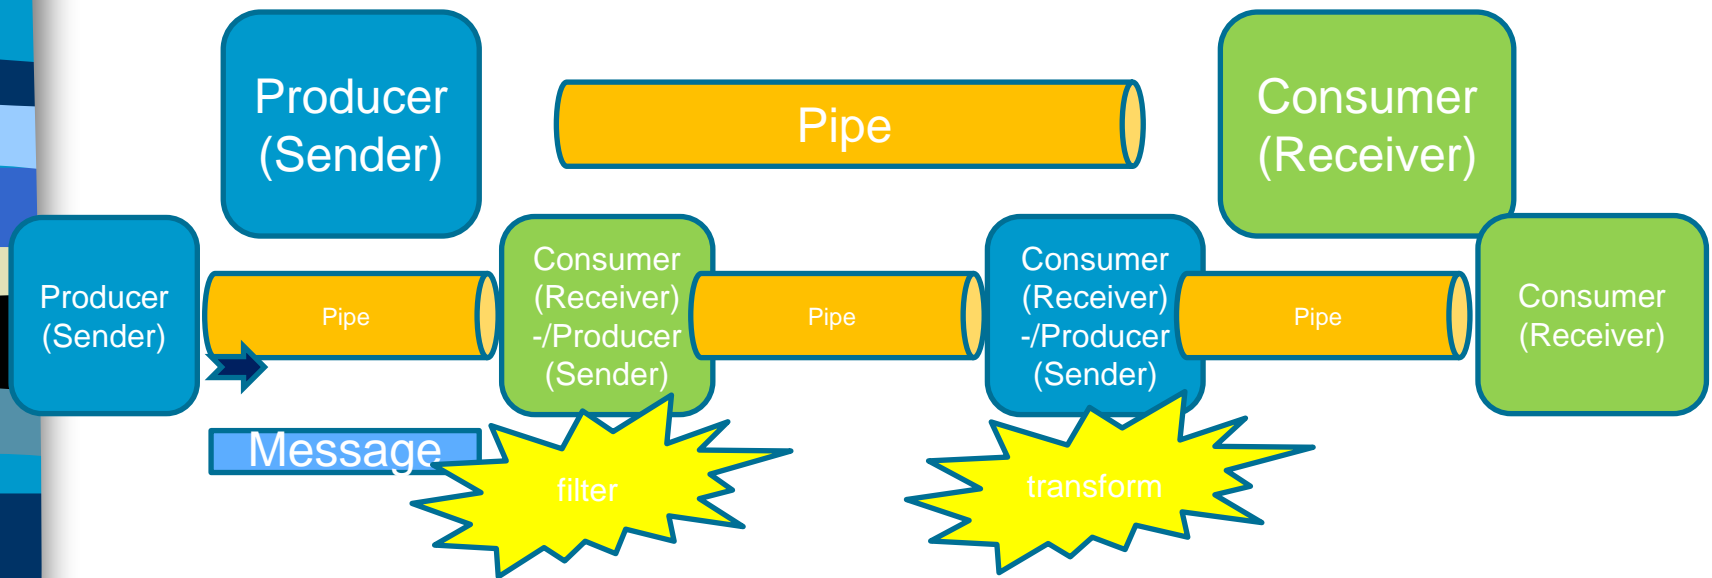 Producer
(Sender)
Pipe
Consumer
(Receiver)
Producer
(Sender)
Pipe
Consumer
(Receiver)
-/Producer
(Sender)
Pipe
Consumer
(Receiver)
-/Producer
(Sender)
Pipe
Consumer
(Receiver)
Message
filter
transform